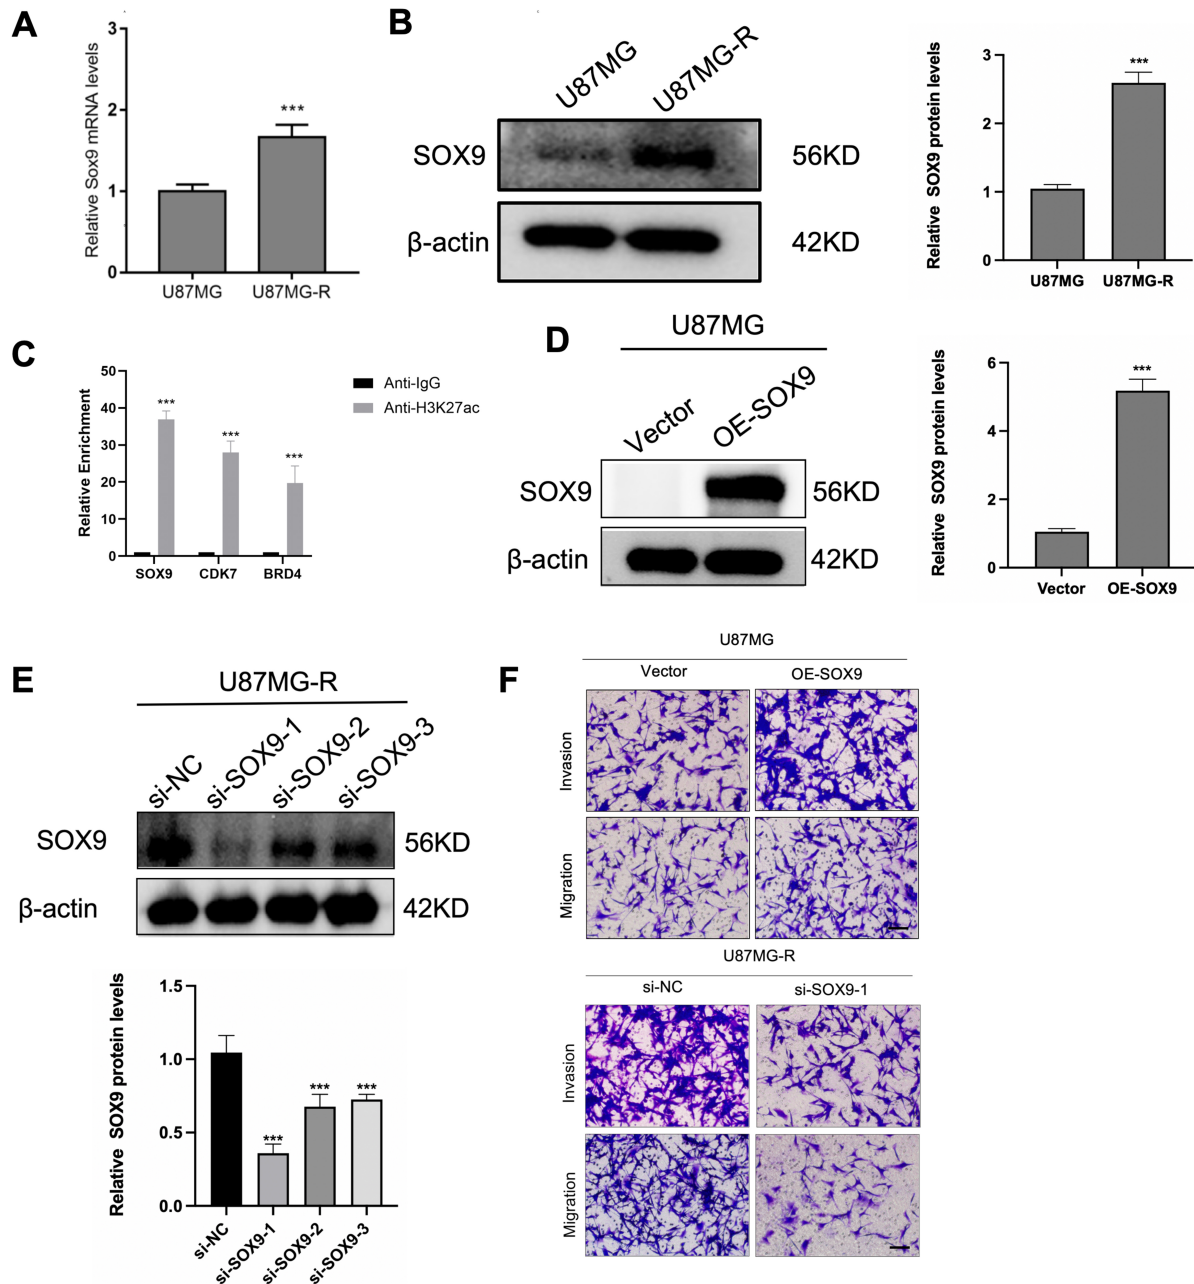 A
Relative Sox9 mRNA levels
3
2
1
0
***
U87MG
U87MG-R
B
U87MG
U87MG-R
SOX9
56KD
β-actin
42KD
Relative SOX9 protein levels
3
2
1
0
***
U87MG
U87MG-R
C
Relative Enrichment
50
40
30
20
10
0
***
***
***
SOX9
CDK7
BRD4
Anti-IgG
Anti-H3K27ac
D
U87MG
Vector
OE-SOX9
SOX9
56KD
β-actin
42KD
Relative SOX9 protein levels
6
4
2
0
***
Vector
OE-SOX9
E
U87MG-R
si-NC
si-SOX9-1
si-SOX9-2
si-SOX9-3
SOX9
56KD
β-actin
42KD
Relative SOX9 protein levels
1.5
1.0
0.5
0.0
***
***
***
si-NC
si-SOX9-1
si-SOX9-2
si-SOX9-3
F
U87MG
Vector
OE-SOX9
Invasion
Migration
U87MG-R
si-NC
si-SOX9-1
Invasion
Migration